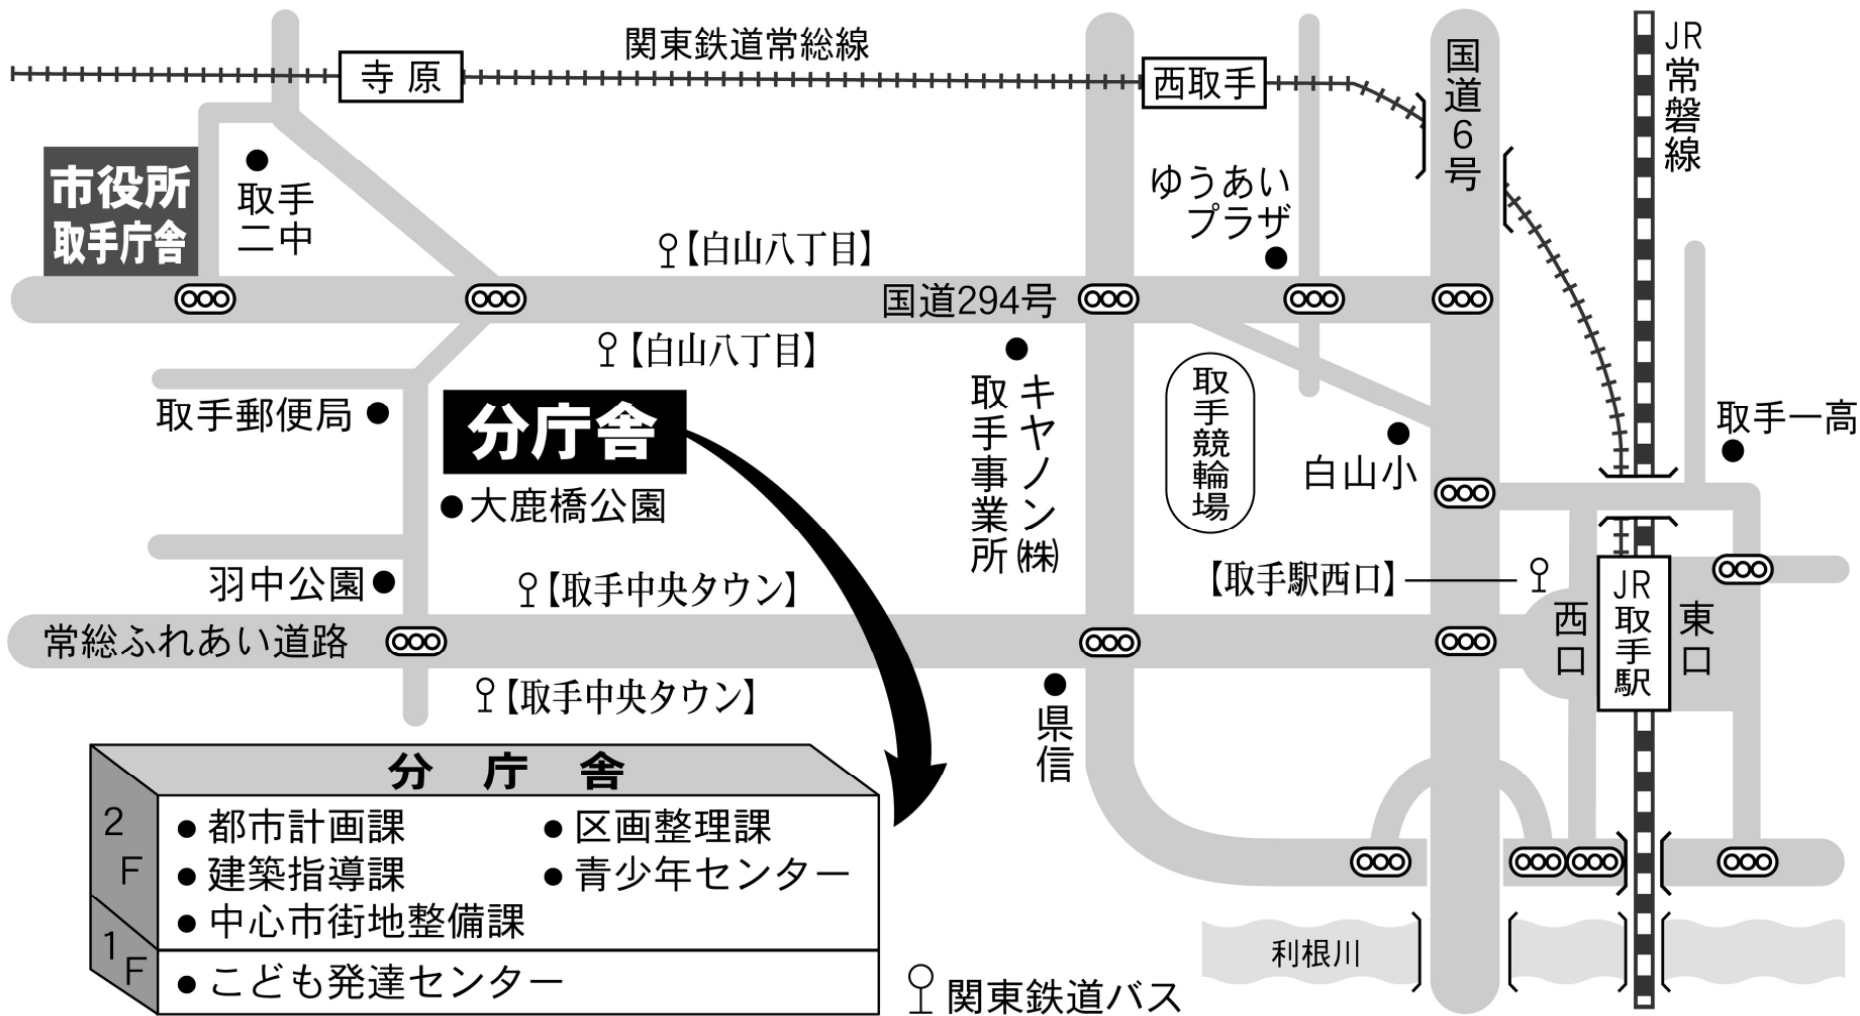 関東鉄道常総線
寺原
西取手
国道6号
JR常磐線
市役所
取手庁舎
取手
二中
ゆうあい
プラザ
【白山八丁目】
国道294号
【白山八丁目】
取手郵便局
分庁舎
大鹿橋公園
キヤノン㈱
取手事業所
取手競輪場
白山小
取手一高
羽中公園
【取手中央タウン】
【取手駅西口】
常総ふれあい道路
西口
JR取手駅
東口
【取手中央タウン】
県信
分庁舎
2F
●都市計画課
●区画整理課
●建築指導課
●青少年センター
●中心市街地整備課
1F
●こども発達センター
利根川
関東鉄道バス